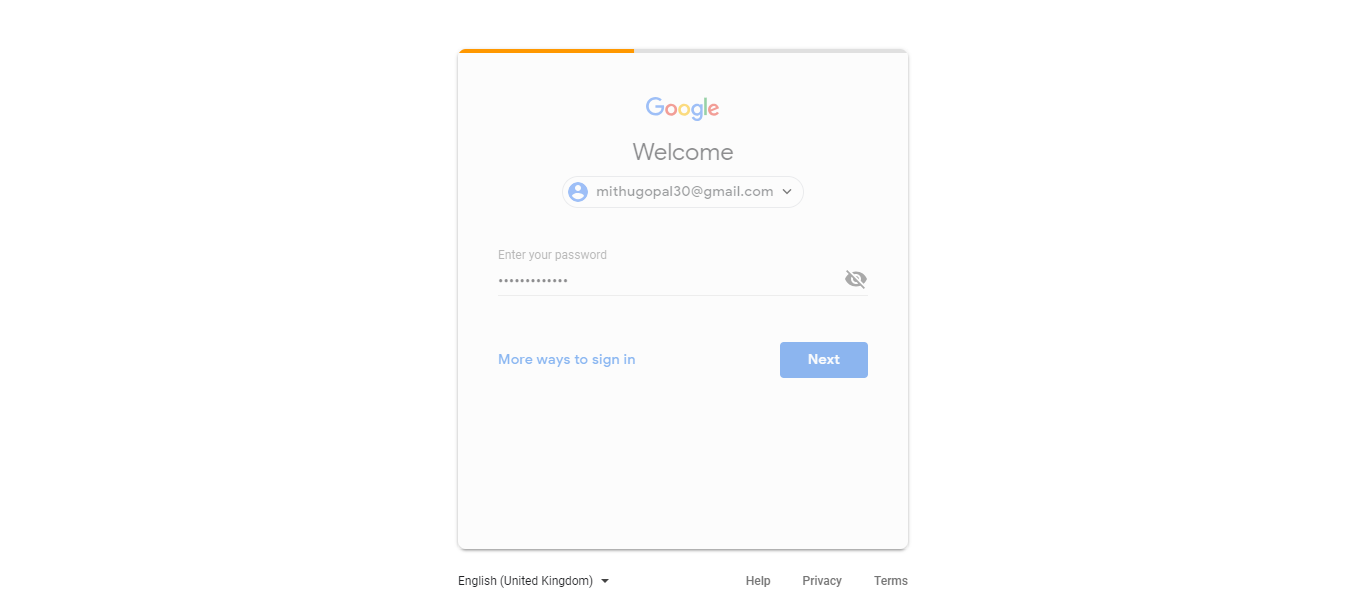 Google
Welcome
mithugopal30@gmail.com
Enter your password
•••••••••••••
More ways to sign in
Next
English (United Kingdom)
Help
Privacy
Terms